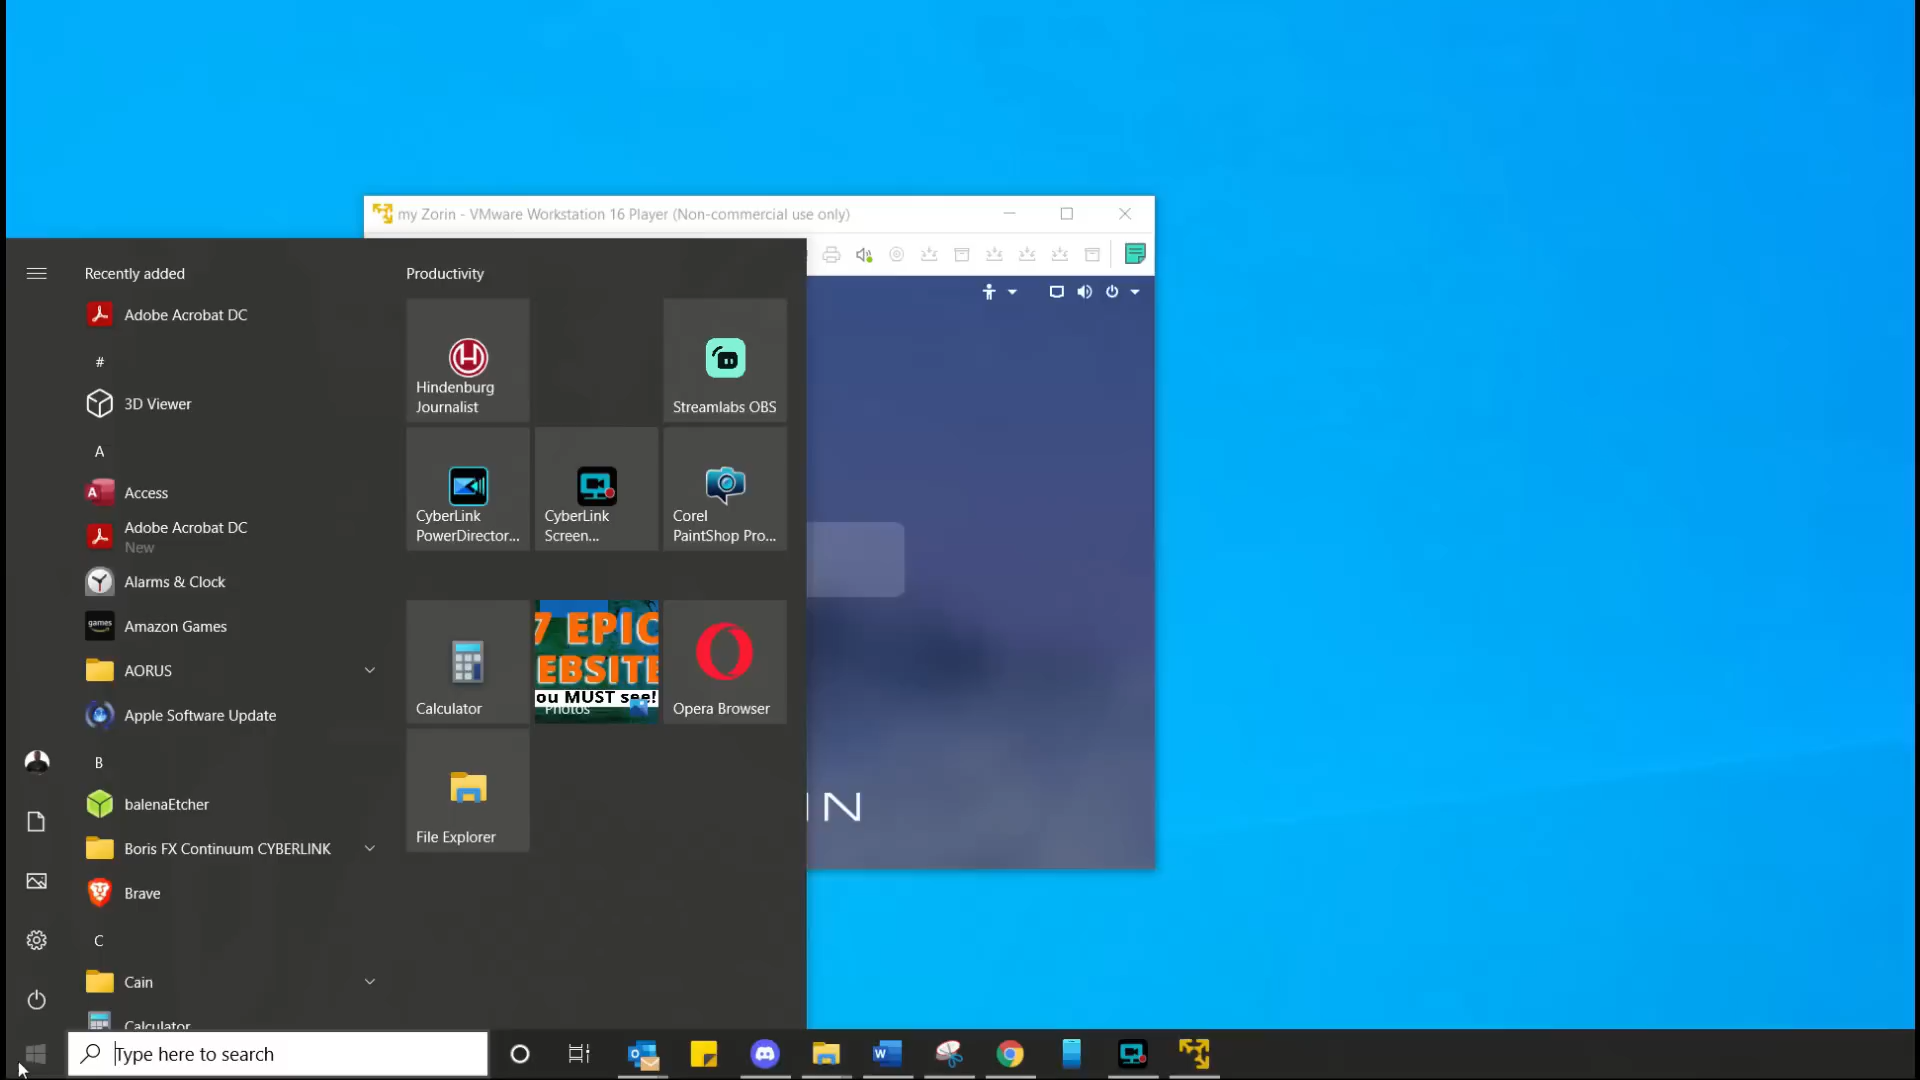 my Zorin - VMware Workstation 16 Player (Non-commercial use only)
Recently added
Adobe Acrobat DC
#
3D Viewer
A
Access
Adobe Acrobat DC
New
Alarms & Clock
games
Amazon Games
AORUS
Apple Software Update
B
balenaEtcher
Boris FX Continuum CYBERLINK
Brave
C
Cain
Calculator
Productivity
Hindenburg
Journalist
Streamlabs OBS
CyberLink
PowerDirector...
CyberLink
Screen...
Corel
PaintShop Pro...
Calculator
7 EPIC
EBSITE
ou MUST see!
Photos
Opera Browser
File Explorer
IN
Type here to search